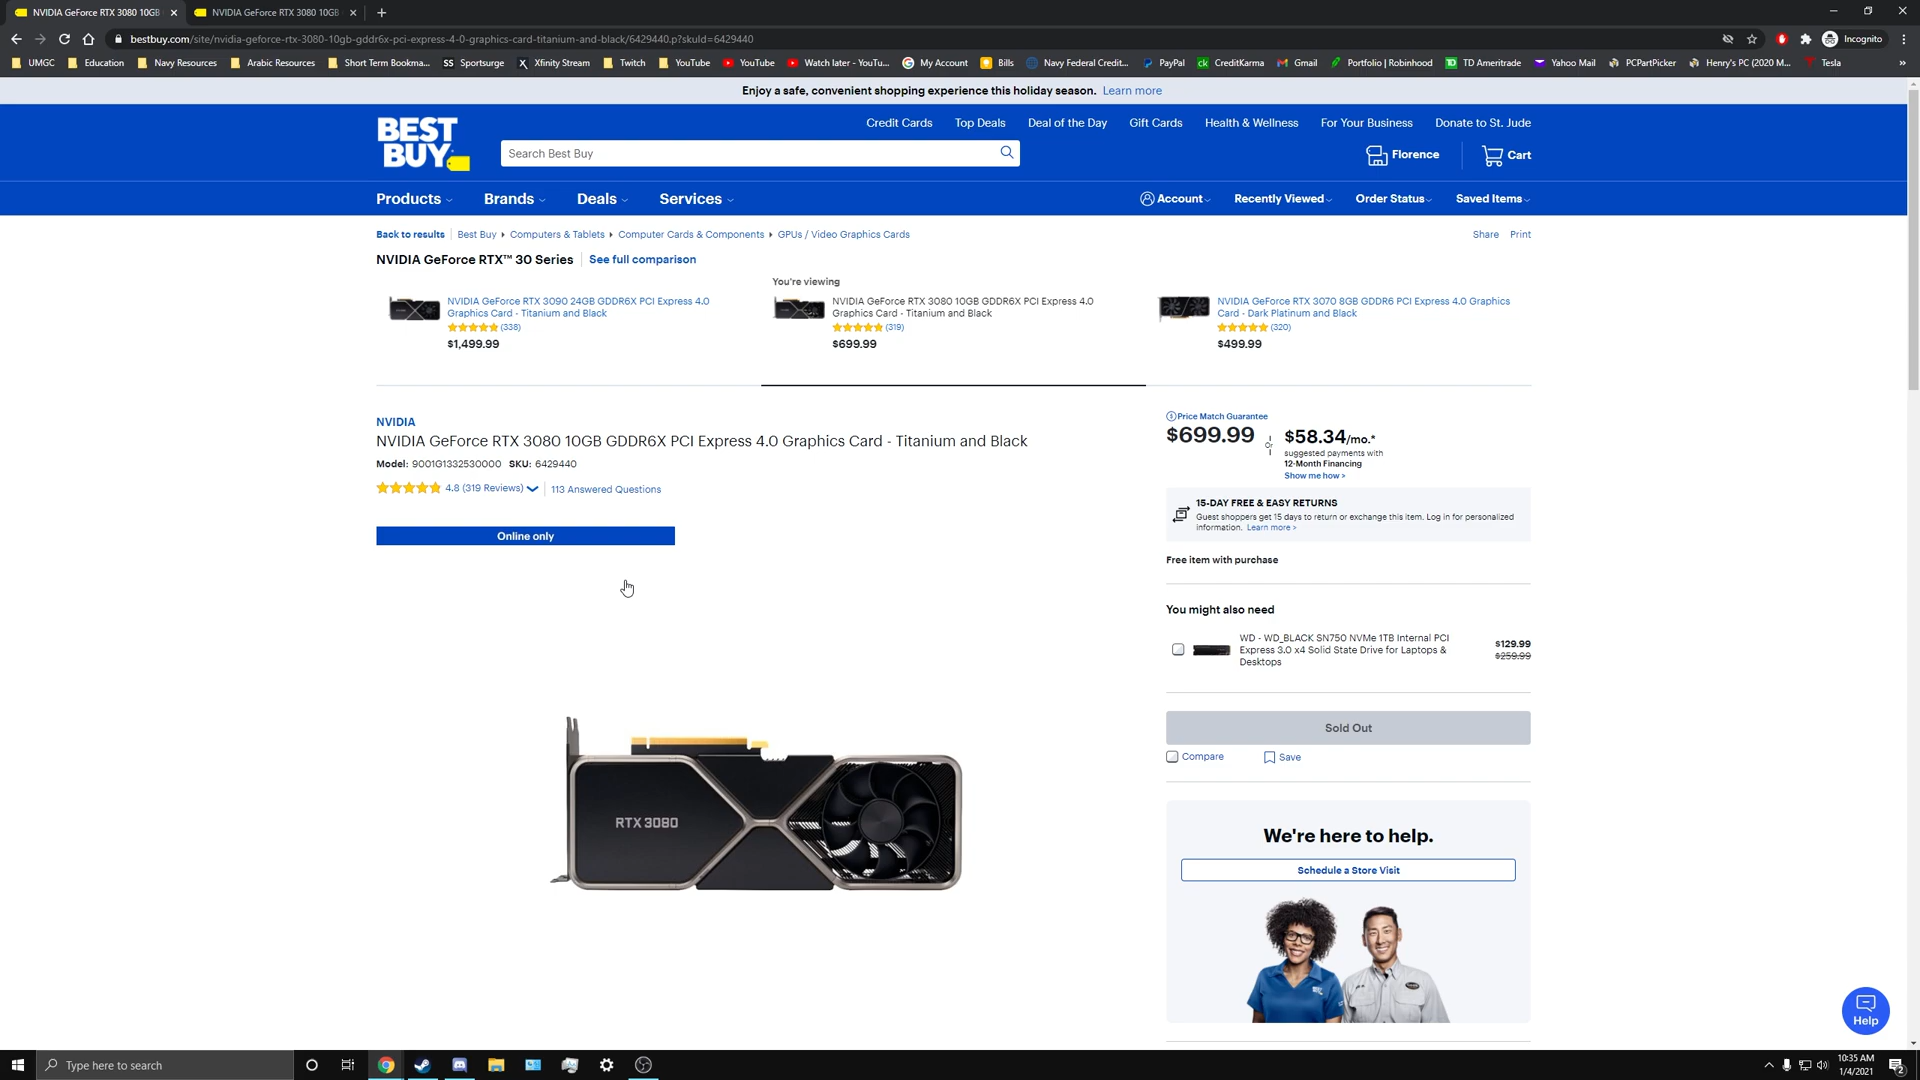 NVIDIA GeForce RTX 3080 10GB
NVIDIA GeForce RTX 3080 10GB
bestbuy.com/site/nvidia-geforce-rtx-3080-10gb-gddr6x-pci-express-4-0-graphics-card-titanium-and-black/6429440.p?skuId=6429440
Incognito
UMGC
Education
Navy Resources
Arabic Resources
Short Term Bookma...
Sportsurge
Xfinity Stream
Twitch
YouTube
YouTube
Watch later - YouTu...
My Account
Bills
Navy Federal Credit...
PayPal
CreditKarma
Gmail
Portfolio | Robinhood
TD Ameritrade
Yahoo Mail
PCPartPicker
Henry's PC (2020 M...
Tesla
Enjoy a safe, convenient shopping experience this holiday season. Learn more
BEST
BUY
Credit Cards
Top Deals
Deal of the Day
Gift Cards
Health & Wellness
For Your Business
Donate to St. Jude
Search Best Buy
Florence
Cart
Products
Brands
Deals
Services
Account
Recently Viewed
Order Status
Saved Items
Back to results
Best Buy
Computers & Tablets
Computer Cards & Components
GPUs / Video Graphics Cards
Share
Print
NVIDIA GeForce RTX™ 30 Series
See full comparison
You're viewing
NVIDIA GeForce RTX 3090 24GB GDDR6X PCI Express 4.0
Graphics Card - Titanium and Black
(338)
$1,499.99
NVIDIA GeForce RTX 3080 10GB GDDR6X PCI Express 4.0
Graphics Card - Titanium and Black
(319)
$699.99
NVIDIA GeForce RTX 3070 8GB GDDR6 PCI Express 4.0 Graphics
Card - Dark Platinum and Black
(320)
$499.99
NVIDIA
NVIDIA GeForce RTX 3080 10GB GDDR6X PCI Express 4.0 Graphics Card - Titanium and Black
Model: 9001G1332530000 SKU: 6429440
4.8 (319 Reviews)
113 Answered Questions
Online only
RTX 3080
Price Match Guarantee
$699.99
Or
$58.34/mo.*
suggested payments with
12-Month Financing
Show me how >
15-DAY FREE & EASY RETURNS
Guest shoppers get 15 days to return or exchange this item. Log in for personalized
information. Learn more >
Free item with purchase
You might also need
WD - WD_BLACK SN750 NVMe 1TB Internal PCI
Express 3.0 x4 Solid State Drive for Laptops &
Desktops
$129.99
$259.99
Sold Out
Compare
Save
We're here to help.
Schedule a Store Visit
Help
Type here to search
10:35 AM
1/4/2021